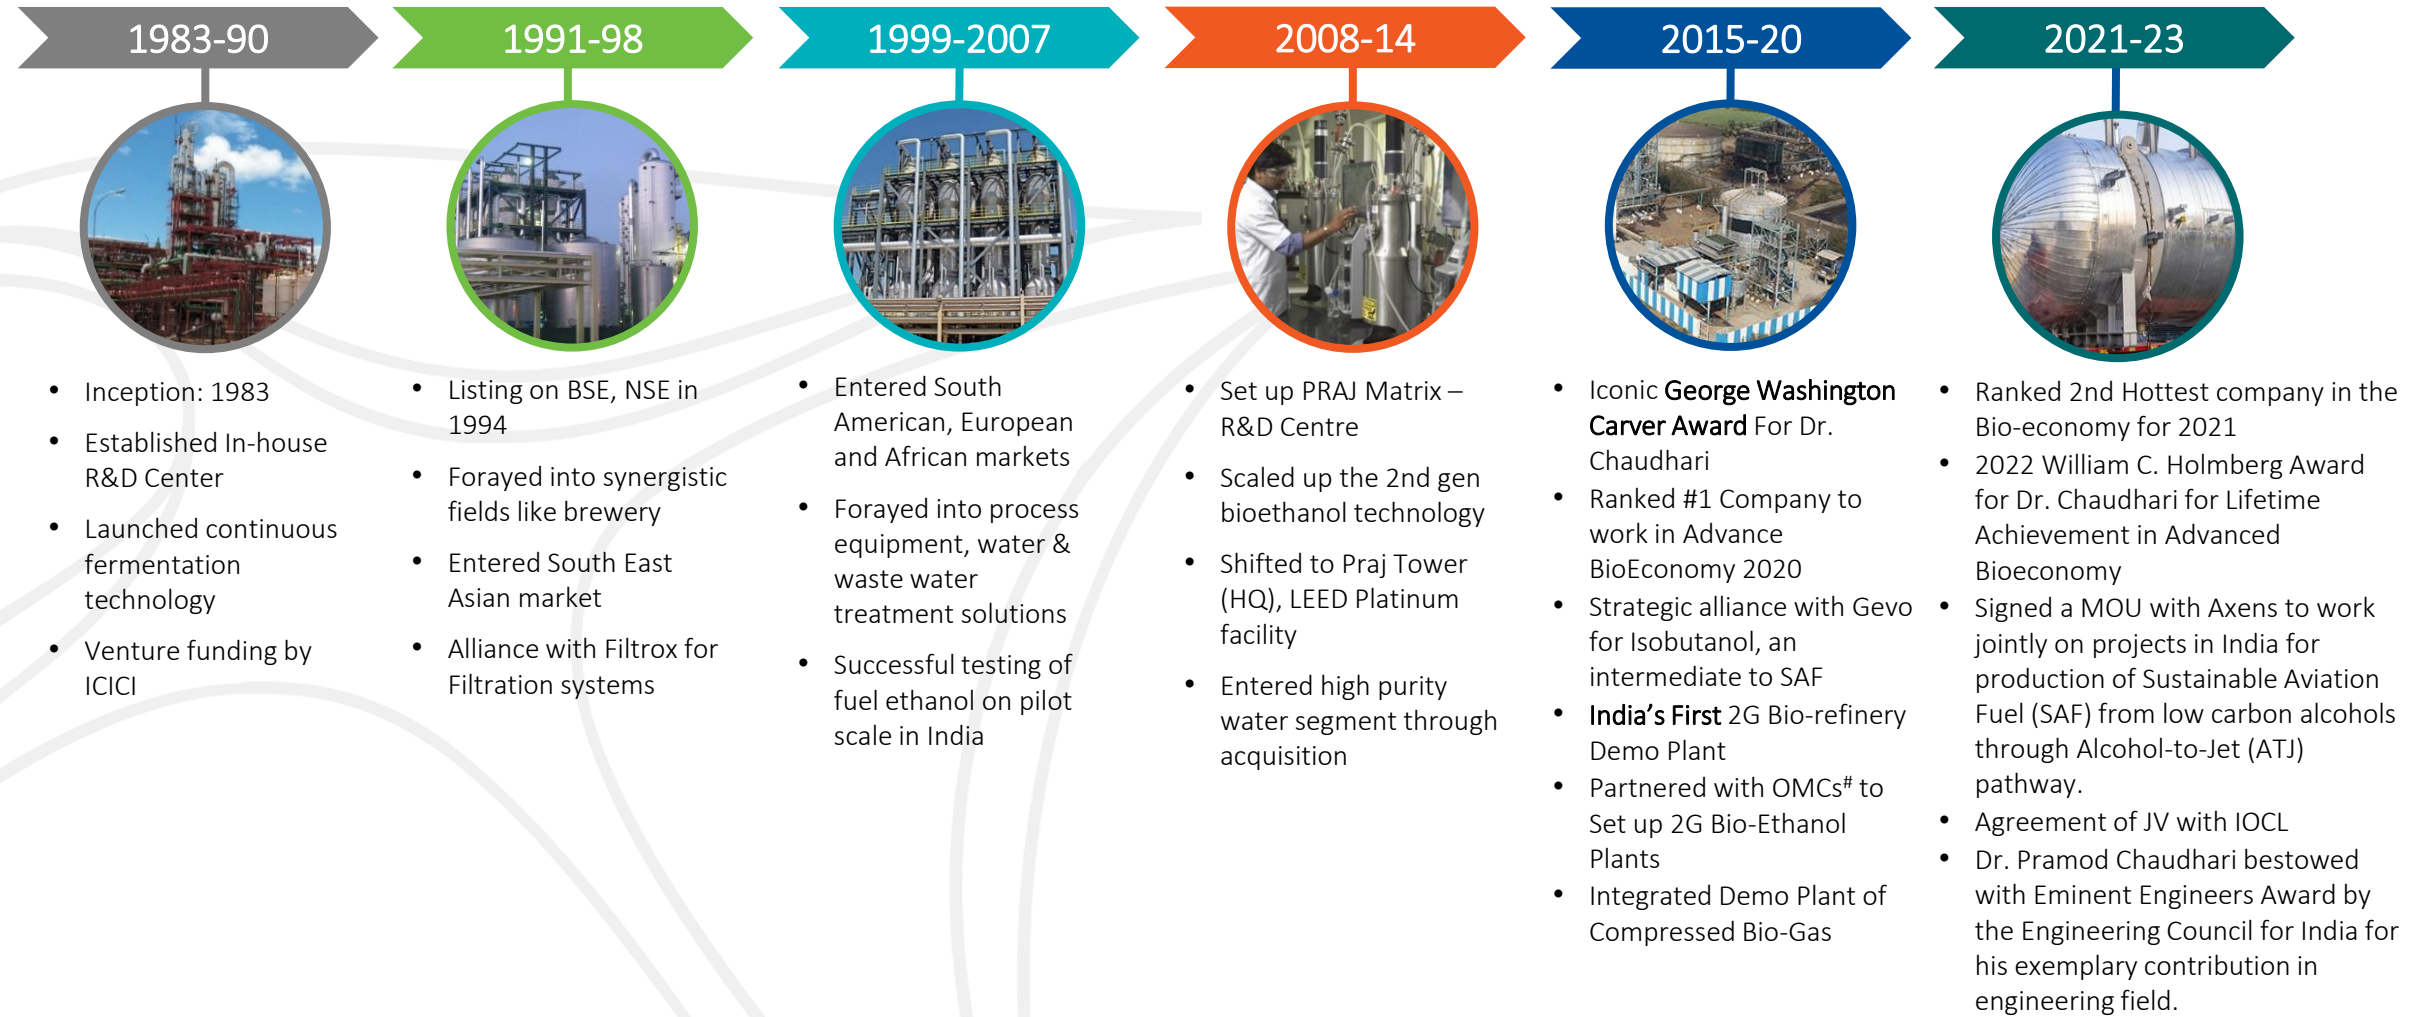 1983-90
• Inception: 1983
• Established In-house
R&D Center
• Launched continuous
fermentation
technology
• Venture funding by
ICICI
1991-98
• Listing on BSE, NSE in
1994
• Forayed into synergistic
fields like brewery
• Entered South East
Asian market
• Alliance with Filtrox for
Filtration systems
1999-2007
• Entered South
American, European
and African markets
• Forayed into process
equipment, water &
waste water
treatment solutions
• Successful testing of
fuel ethanol on pilot
scale in India
2008-14
• Set up PRAJ Matrix –
R&D Centre
• Scaled up the 2nd gen
bioethanol technology
• Shifted to Praj Tower
(HQ), LEED Platinum
facility
• Entered high purity
water segment through
acquisition
2015-20
• Iconic George Washington
Carver Award For Dr.
Chaudhari
• Ranked #1 Company to
work in Advance
BioEconomy 2020
• Strategic alliance with Gevo
for Isobutanol, an
intermediate to SAF
• India’s First 2G Bio-refinery
Demo Plant
• Partnered with OMCs# to
Set up 2G Bio-Ethanol
Plants
• Integrated Demo Plant of
Compressed Bio-Gas
2021-23
• Ranked 2nd Hottest company in the
Bio-economy for 2021
• 2022 William C. Holmberg Award
for Dr. Chaudhari for Lifetime
Achievement in Advanced
Bioeconomy
• Signed a MOU with Axens to work
jointly on projects in India for
production of Sustainable Aviation
Fuel (SAF) from low carbon alcohols
through Alcohol-to-Jet (ATJ)
pathway.
• Agreement of JV with IOCL
• Dr. Pramod Chaudhari bestowed
with Eminent Engineers Award by
the Engineering Council for India for
his exemplary contribution in
engineering field.